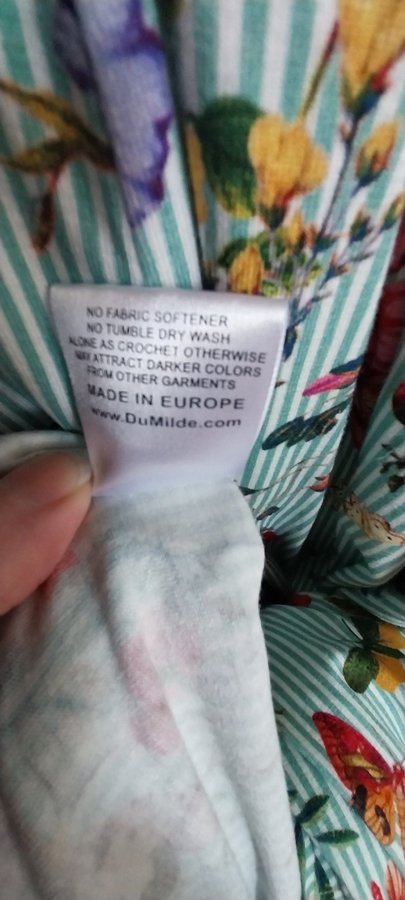 NO FABRIC SOFTENER
NO TUMBLE DRY WASH
ALONE AS CROCHET OTHERWISE
MAY ATTRACT DARKER COLORS
FROM OTHER GARMENTS
MADE IN EUROPE
www.DuMilde.com